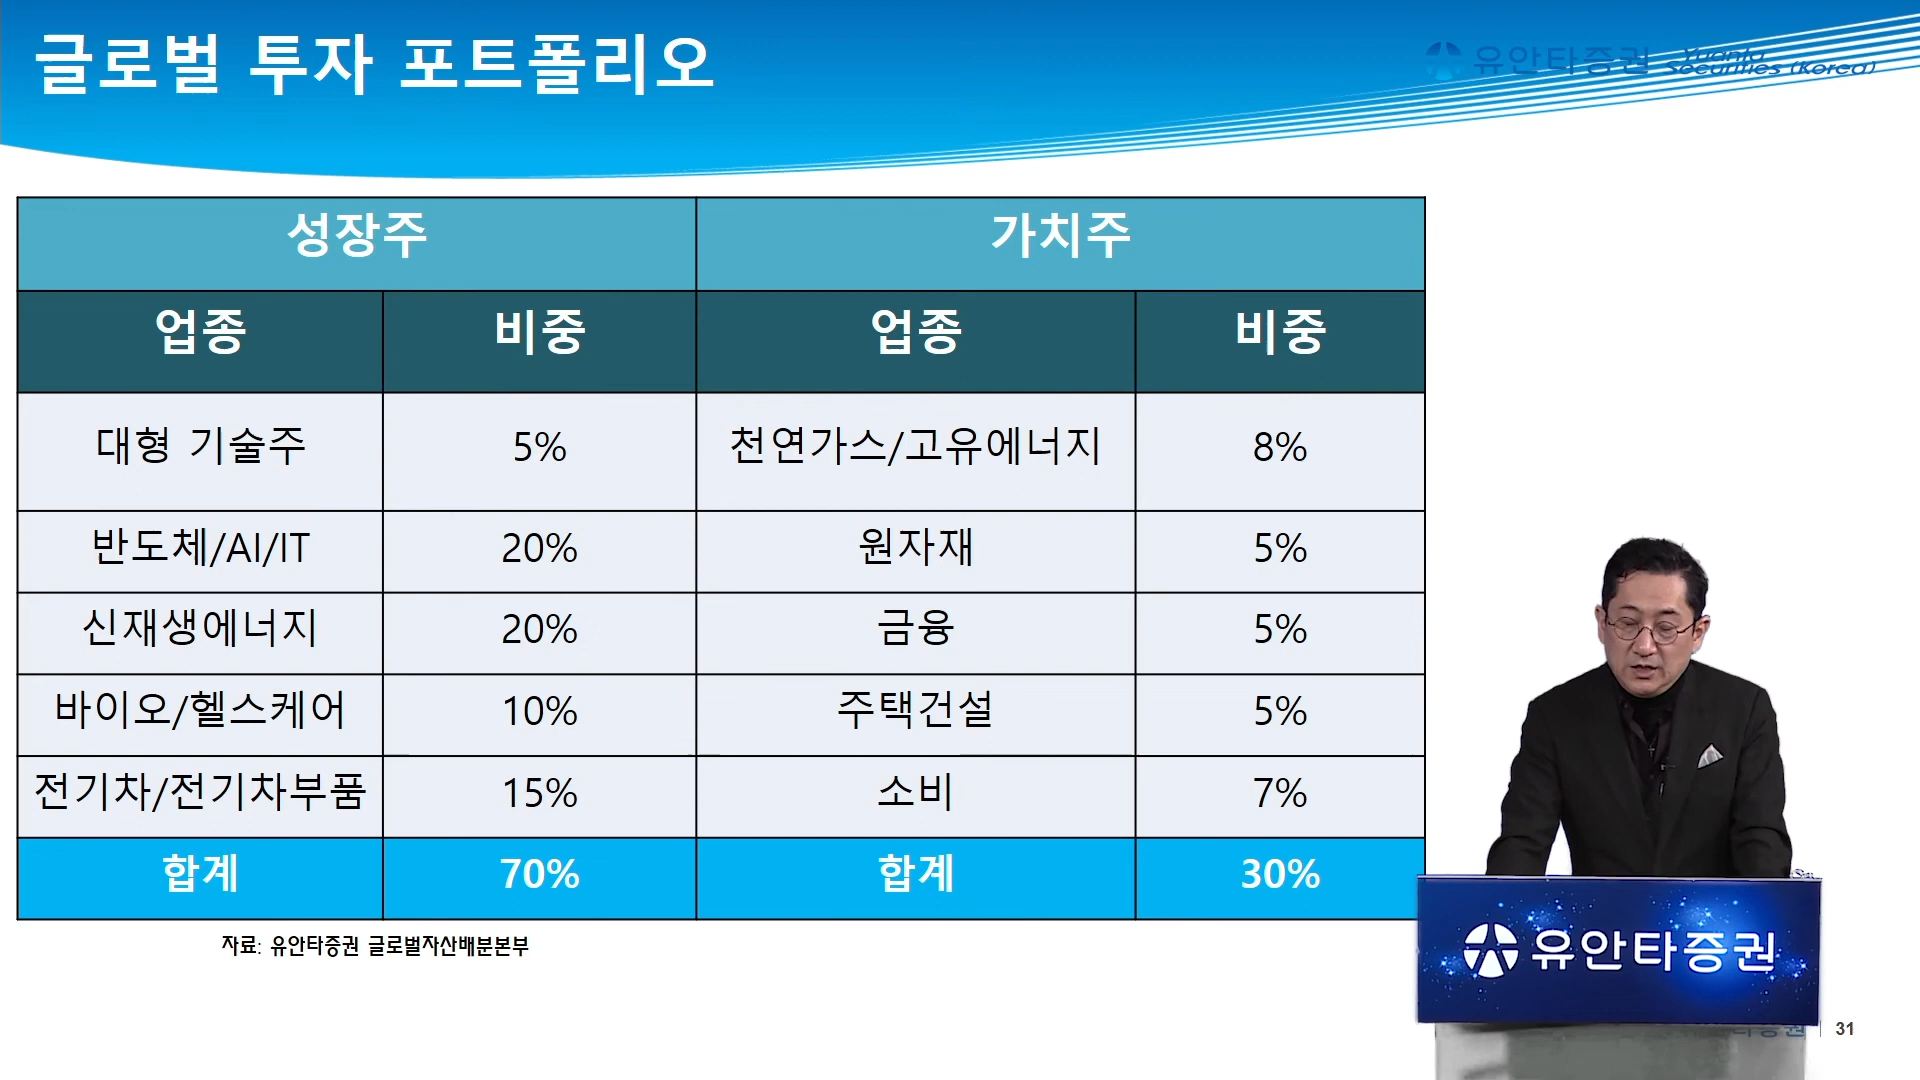 글로벌 투자 포트폴리오
유안타증권 Yuanta Securities (Korea)
성장주 가치주
업종 비중 업종 비중
대형 기술주 5% 천연가스/고유에너지 8%
반도체/AI/IT 20% 원자재 5%
신재생에너지 20% 금융 5%
바이오/헬스케어 10% 주택건설 5%
전기차/전기차부품 15% 소비 7%
합계 70% 합계 30%
자료: 유안타증권 글로벌자산배분본부
유안타증권
31